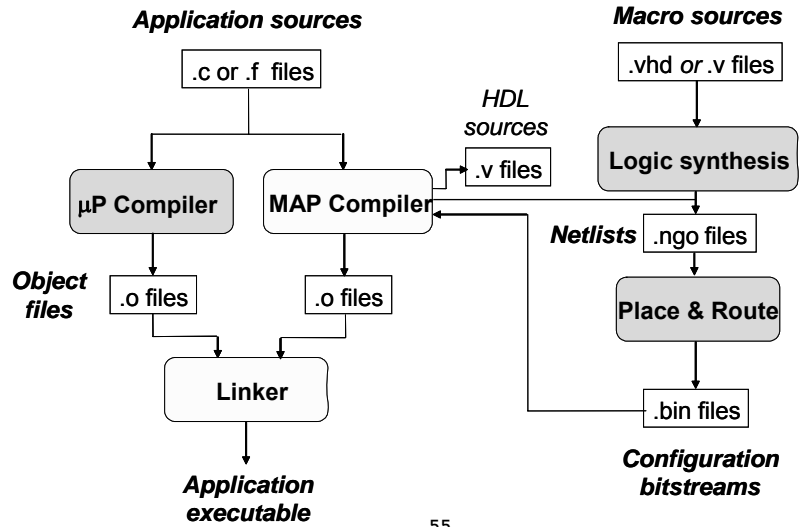 Application sources
.c or .f files
μP Compiler
MAP Compiler
HDL
sources
.v files
Object
files
.o files
.o files
Linker
Application
executable
Macro sources
.vhd or .v files
Logic synthesis
Netlists
.ngo files
Place & Route
.bin files
Configuration
bitstreams
55